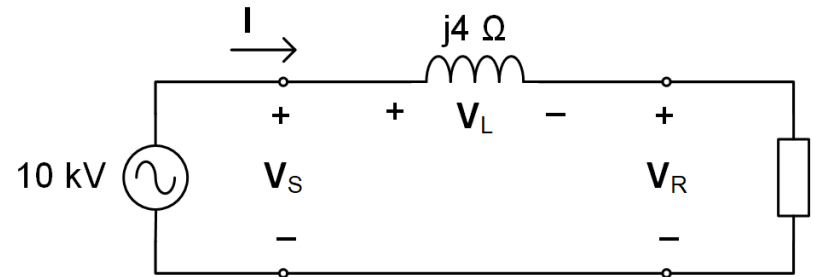 I
j4 Ω
+ + V_L − +
10 kV V_S V_R
− −